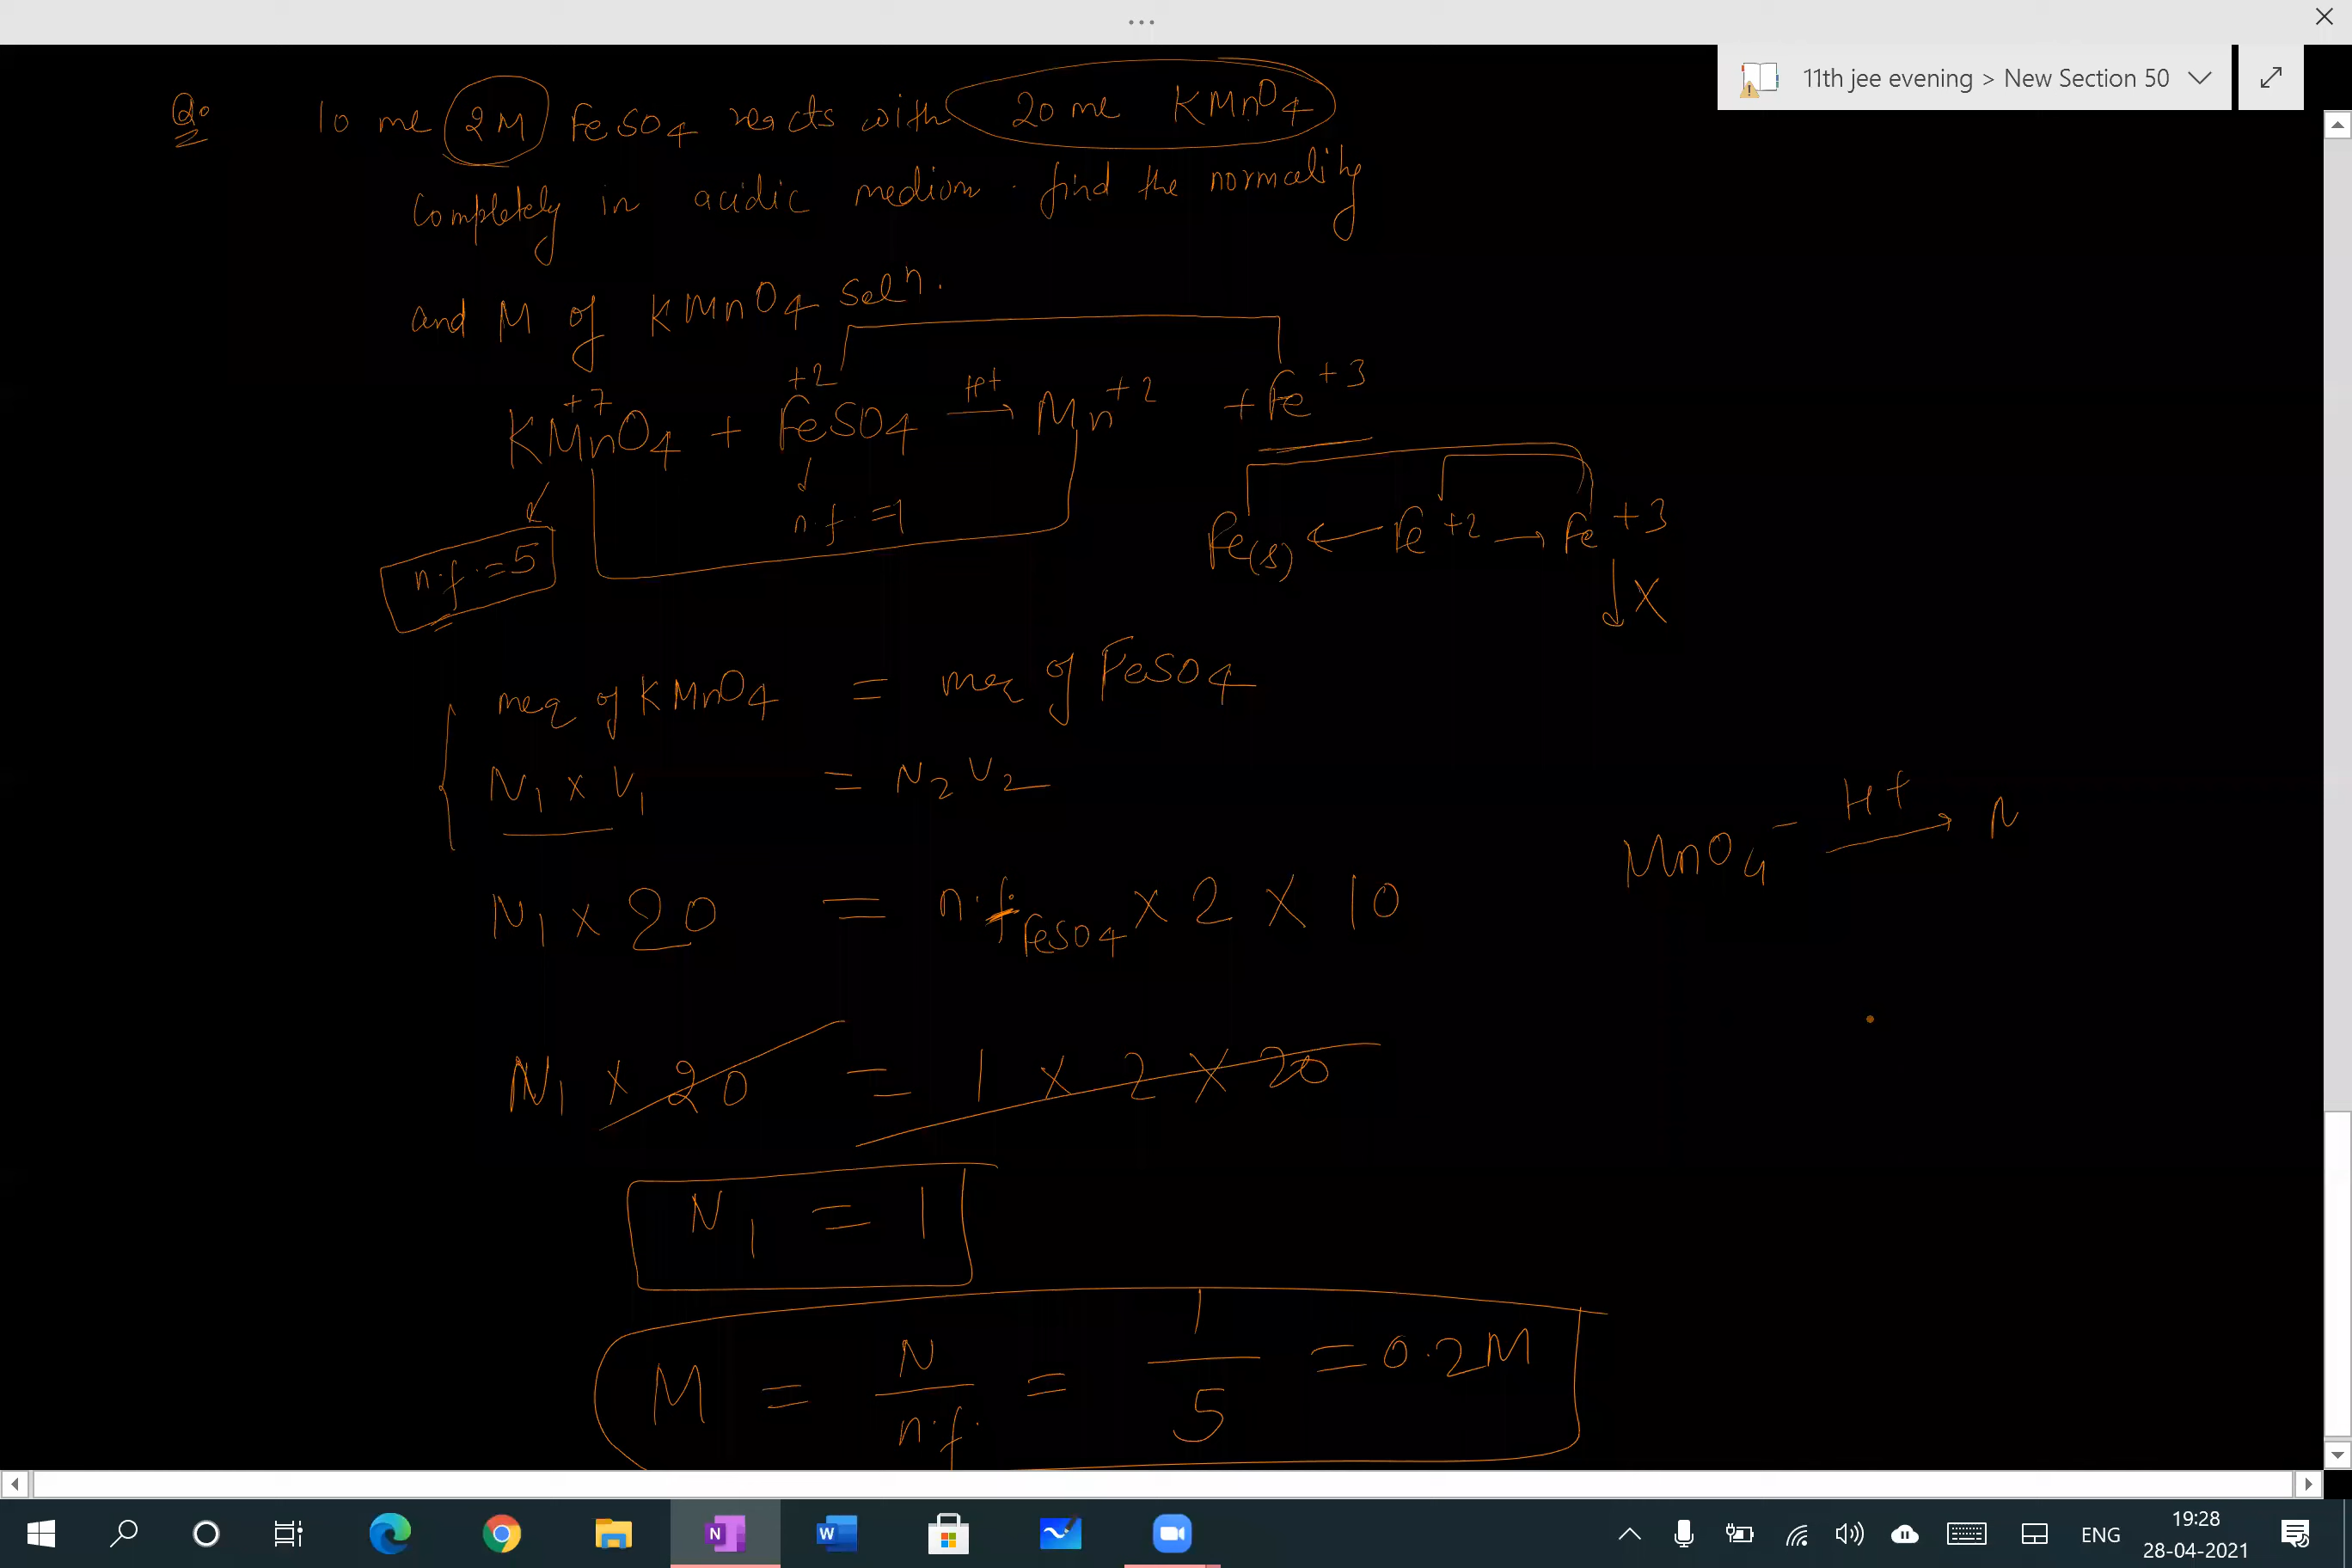 ...
11th jee evening > New Section 50
Q. 10 ml 2M FeSO4 reacts with 20 ml KMnO4
completely in acidic medium. find the normality
and M of KMnO4 solⁿ.
+7 +2 H+
KMnO4 + FeSO4 → Mn+2 + Fe+3
n.f. = 1
n.f. = 5
Fe(s) ← Fe+2 → Fe+3
↓ X
meq of KMnO4 = meq of FeSO4
N1 x V1 = N2 V2
MnO4⁻ H+ → N
N1 x 20 = n.f. FeSO4 x 2 x 10
N1 x 20 = 1 x 2 x 20
N1 = 1
M = N/n.f. = 1/5 = 0.2M
ENG
19:28
28-04-2021